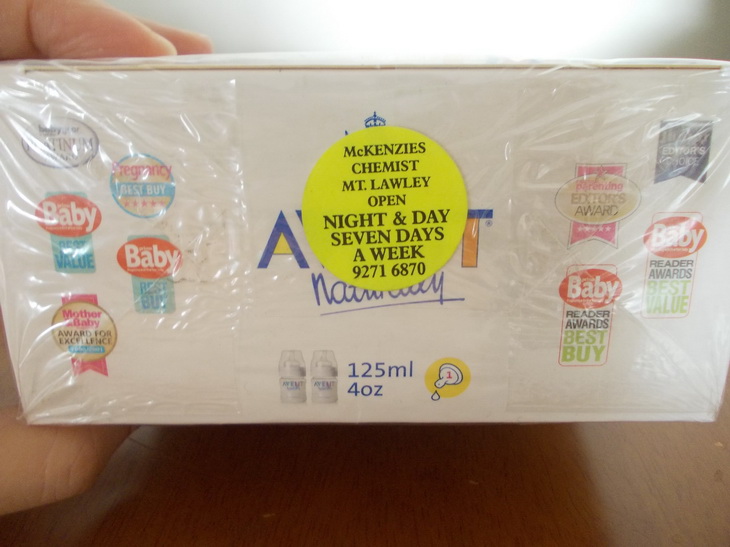 McKENZIES
CHEMIST
MT. LAWLEY
OPEN
NIGHT & DAY
SEVEN DAYS
A WEEK
9271 6870
125ml
4oz
1
Pregnancy
BEST BUY
Baby
BEST
VALUE
Baby
BEST
BUY
Mother
&Baby
AWARD FOR
EXCELLENCE
EDITOR'S
CHOICE
parenting
EDITOR'S
AWARD
Baby
READER
AWARDS
BEST
VALUE
Baby
READER
AWARDS
BEST
BUY